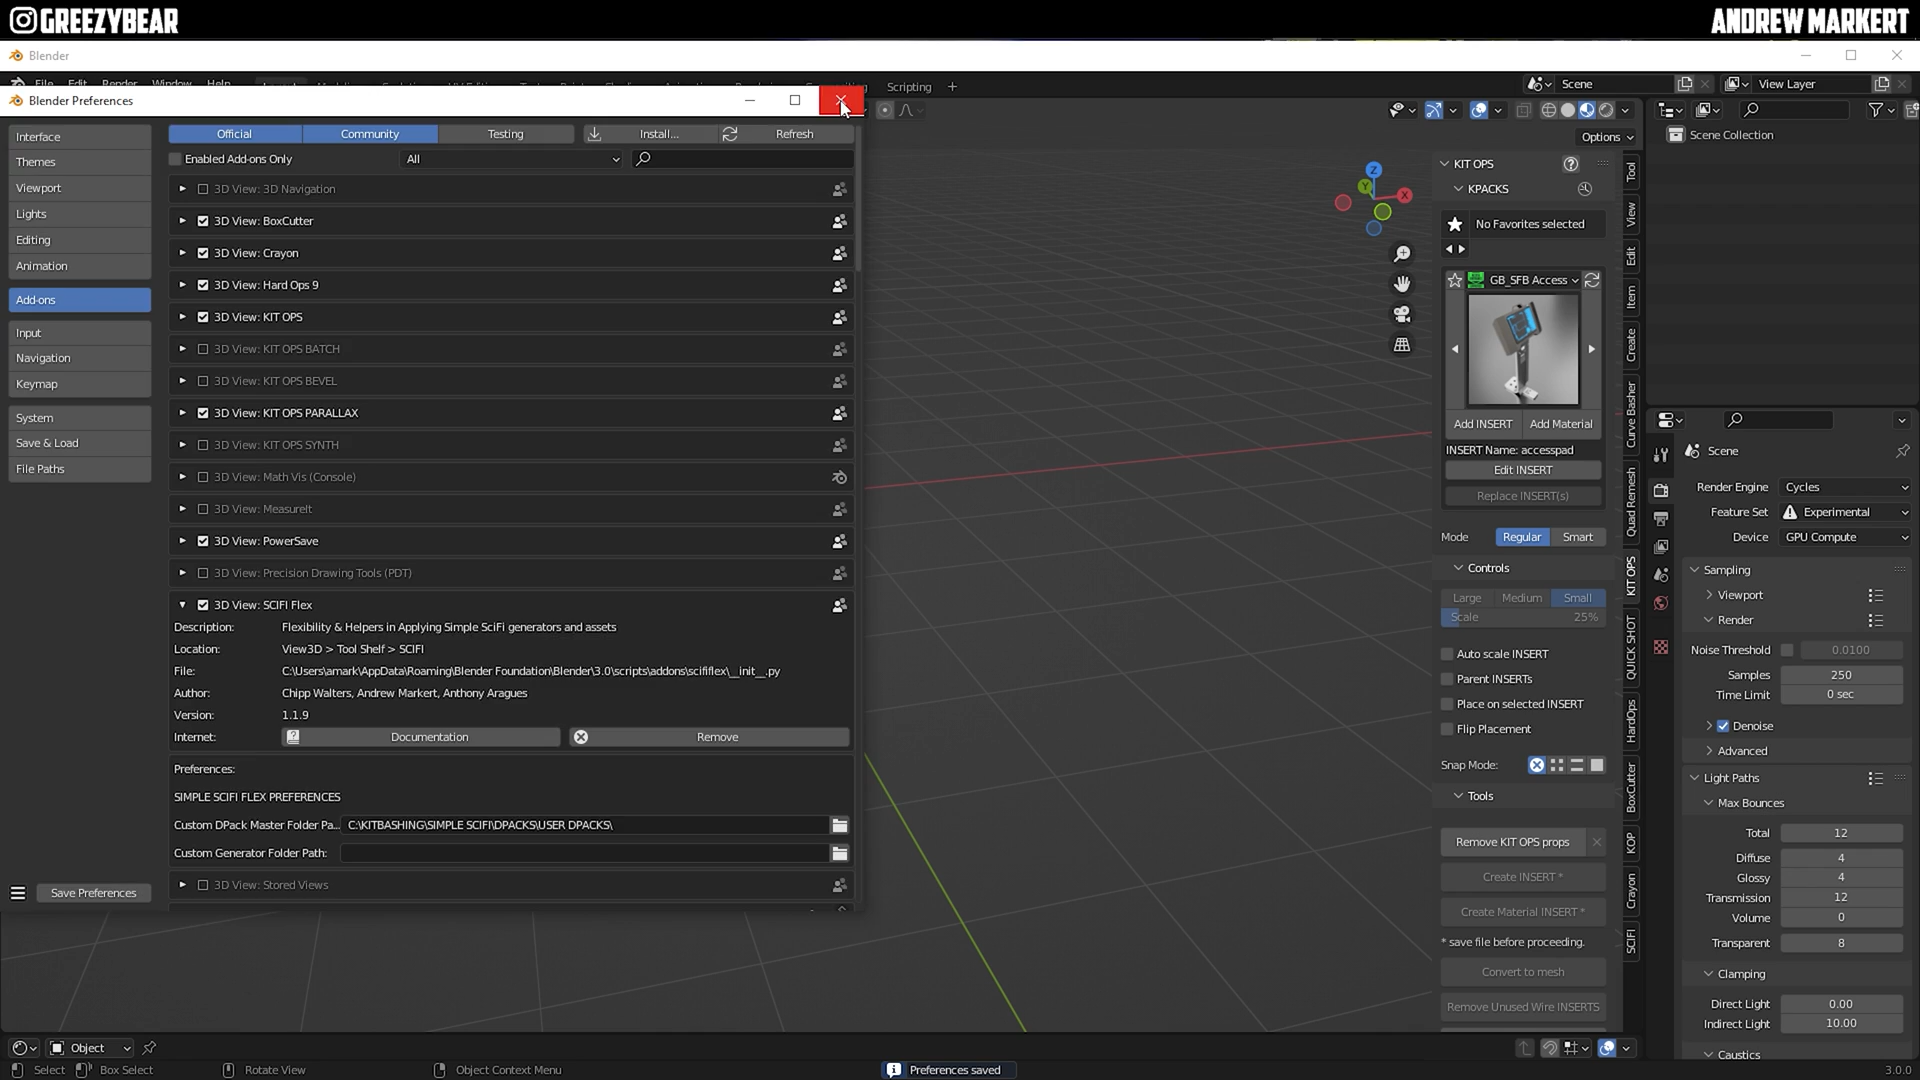 GREEZYBEAR
ANDREW MARKERT
Blender
File Edit Render Window Help
Scripting +
Scene
View Layer
Blender Preferences
Options
Scene Collection
Interface
Themes
Viewport
Lights
Editing
Animation
Add-ons
Input
Navigation
Keymap
System
Save & Load
File Paths
Save Preferences
Official Community Testing Install... Refresh
Enabled Add-ons Only All
3D View: 3D Navigation
3D View: BoxCutter
3D View: Crayon
3D View: Hard Ops 9
3D View: KIT OPS
3D View: KIT OPS BATCH
3D View: KIT OPS BEVEL
3D View: KIT OPS PARALLAX
3D View: KIT OPS SYNTH
3D View: Math Vis (Console)
3D View: MeasureIt
3D View: PowerSave
3D View: Precision Drawing Tools (PDT)
3D View: SCIFI Flex
Description: Flexibility & Helpers in Applying Simple SciFi generators and assets
Location: View3D > Tool Shelf > SCIFI
File: C:\Users\amark\AppData\Roaming\Blender Foundation\Blender\3.0\scripts\addons\scififlex\__init__.py
Author: Chipp Walters, Andrew Markert, Anthony Aragues
Version: 1.1.9
Internet: Documentation Remove
Preferences:
SIMPLE SCIFI FLEX PREFERENCES
Custom DPack Master Folder Pa... C:\KITBASHING\SIMPLE SCIFI\DPACKS\USER DPACKS\
Custom Generator Folder Path:
3D View: Stored Views
X
Y
Z
KIT OPS
KPACKS
No Favorites selected
GB_SFB Access
Add INSERT Add Material
INSERT Name: accesspad
Edit INSERT
Replace INSERT(s)
Mode Regular Smart
Controls
Large Medium Small
Scale 25%
Auto scale INSERT
Parent INSERTs
Place on selected INSERT
Flip Placement
Snap Mode:
Tools
Remove KIT OPS props
Create INSERT *
Create Material INSERT *
* save file before proceeding.
Convert to mesh
Remove Unused Wire INSERTS
Tool
View
Edit
Item
Create
Curve Basher
Quad Remesh
KIT OPS
QUICK SHOT
HardOps
BoxCutter
KOP
Crayon
SCIFI
Scene
Render Engine Cycles
Feature Set Experimental
Device GPU Compute
Sampling
Viewport
Render
Noise Threshold 0.0100
Samples 250
Time Limit 0 sec
Denoise
Advanced
Light Paths
Max Bounces
Total 12
Diffuse 4
Glossy 4
Transmission 12
Volume 0
Transparent 8
Clamping
Direct Light 0.00
Indirect Light 10.00
Caustics
Object
Select Box Select Rotate View Object Context Menu Preferences saved 3.0.0